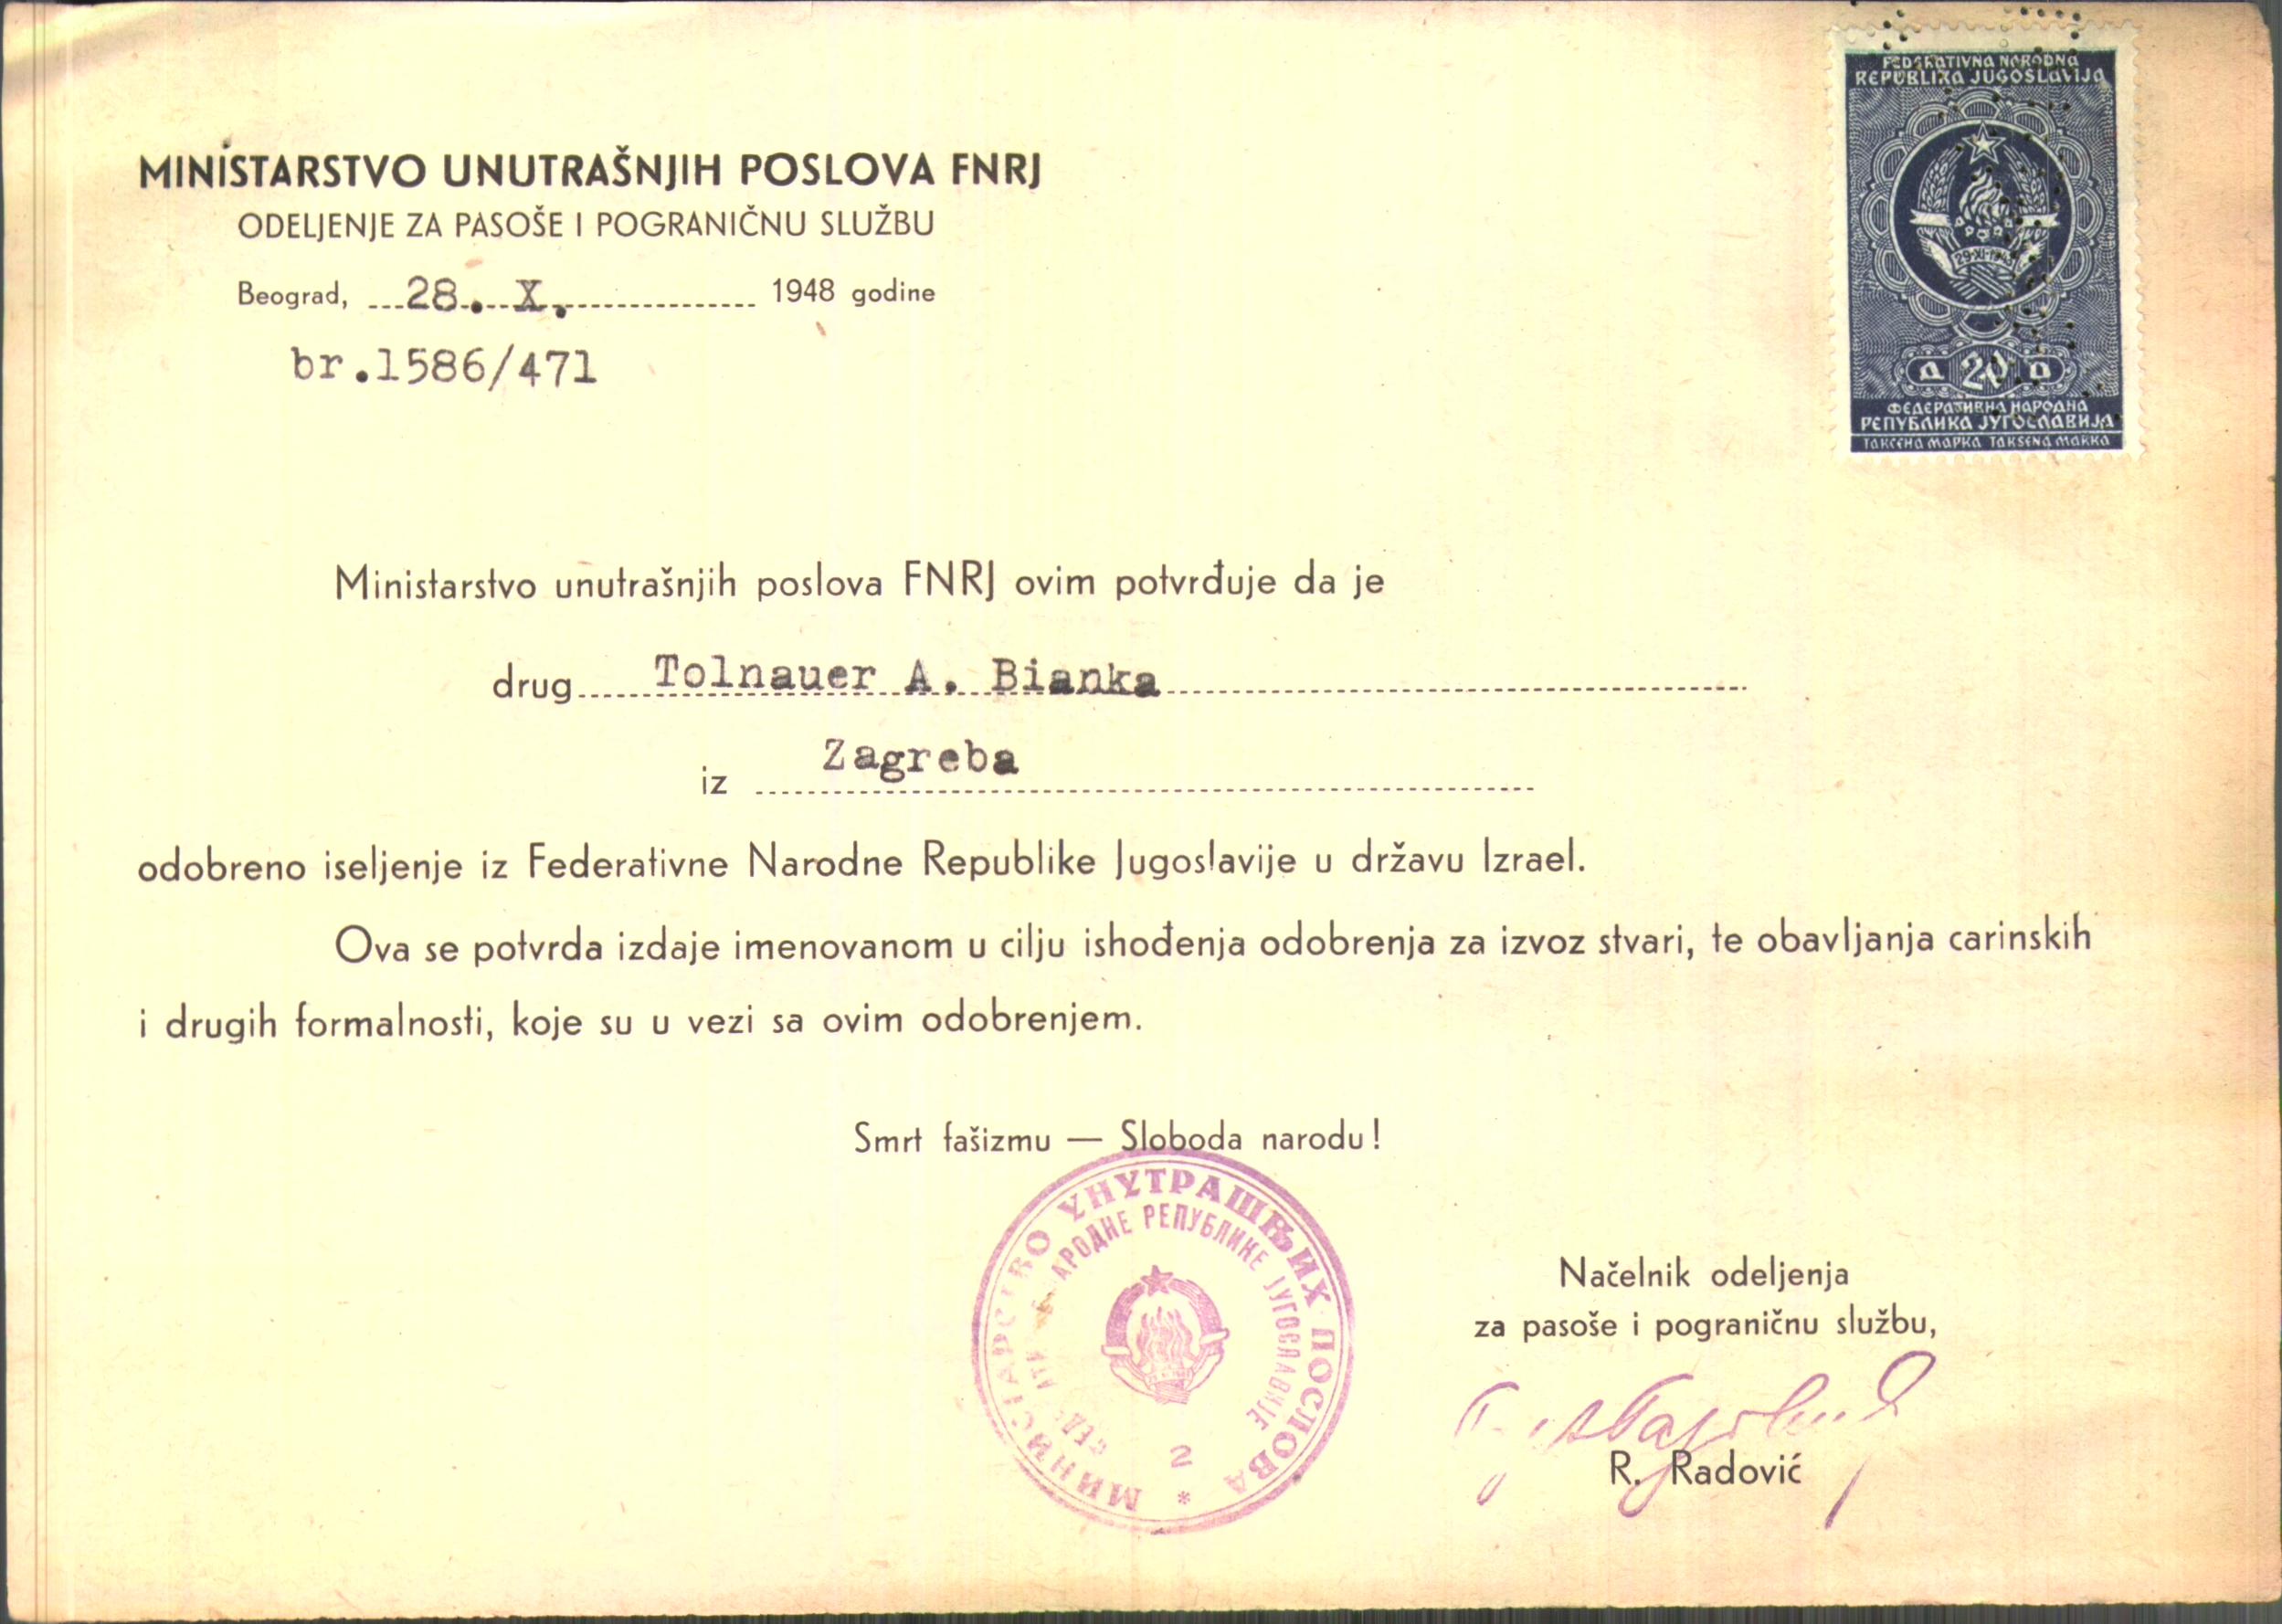 FEDERATIVNA NARODNA
REPUBLIKA JUGOSLAVIJA
29·XI·1943
Д 20 D
ФЕДЕРАТИВНА НАРОДНА
РЕПУБЛИКА ЈУГОСЛАВИЈА
ТАКСЕНА МАРКА TAKSENA MARKA
MINISTARSTVO UNUTRAŠNJIH POSLOVA FNRJ
ODELJENJE ZA PASOŠE I POGRANIČNU SLUŽBU
Beograd, 28. X. 1948 godine
br.1586/471
Ministarstvo unutrašnjih poslova FNRJ ovim potvrđuje da je
drug Tolnauer A. Bianka
iz Zagreba
odobreno iseljenje iz Federativne Narodne Republike Jugoslavije u državu Izrael.
Ova se potvrda izdaje imenovanom u cilju ishođenja odobrenja za izvoz stvari, te obavljanja carinskih
i drugih formalnosti, koje su u vezi sa ovim odobrenjem.
Smrt fašizmu — Sloboda narodu!
МИНИСТАРСТВО УНУТРАШЊИХ ПОСЛОВА
НАРОДНЕ РЕПУБЛИКЕ ЈУГОСЛАВИЈЕ
2
*
Načelnik odeljenja
za pasoše i pograničnu službu,
R. Radović